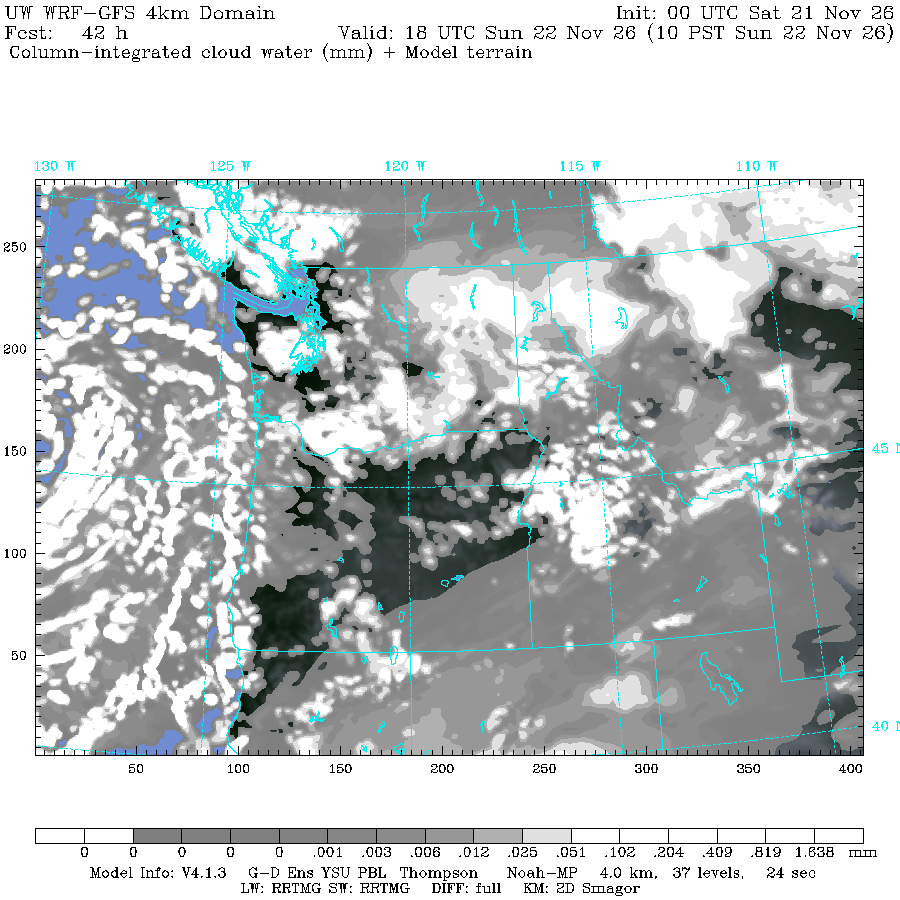 UW WRF-GFS 4km Domain Init: 00 UTC Sat 21 Nov 26
Fcst: 42 h Valid: 18 UTC Sun 22 Nov 26 (10 PST Sun 22 Nov 26)
Column-integrated cloud water (mm) + Model terrain
130 W 125 W 120 W 115 W 110 W
250
200
150
100
50
45 N
40 N
50 100 150 200 250 300 350 400
0 0 0 0 0 .001 .003 .006 .012 .025 .051 .102 .204 .409 .819 1.638 mm
Model Info: V4.1.3 G-D Ens YSU PBL Thompson Noah-MP 4.0 km, 37 levels, 24 sec
LW: RRTMG SW: RRTMG DIFF: full KM: 2D Smagor